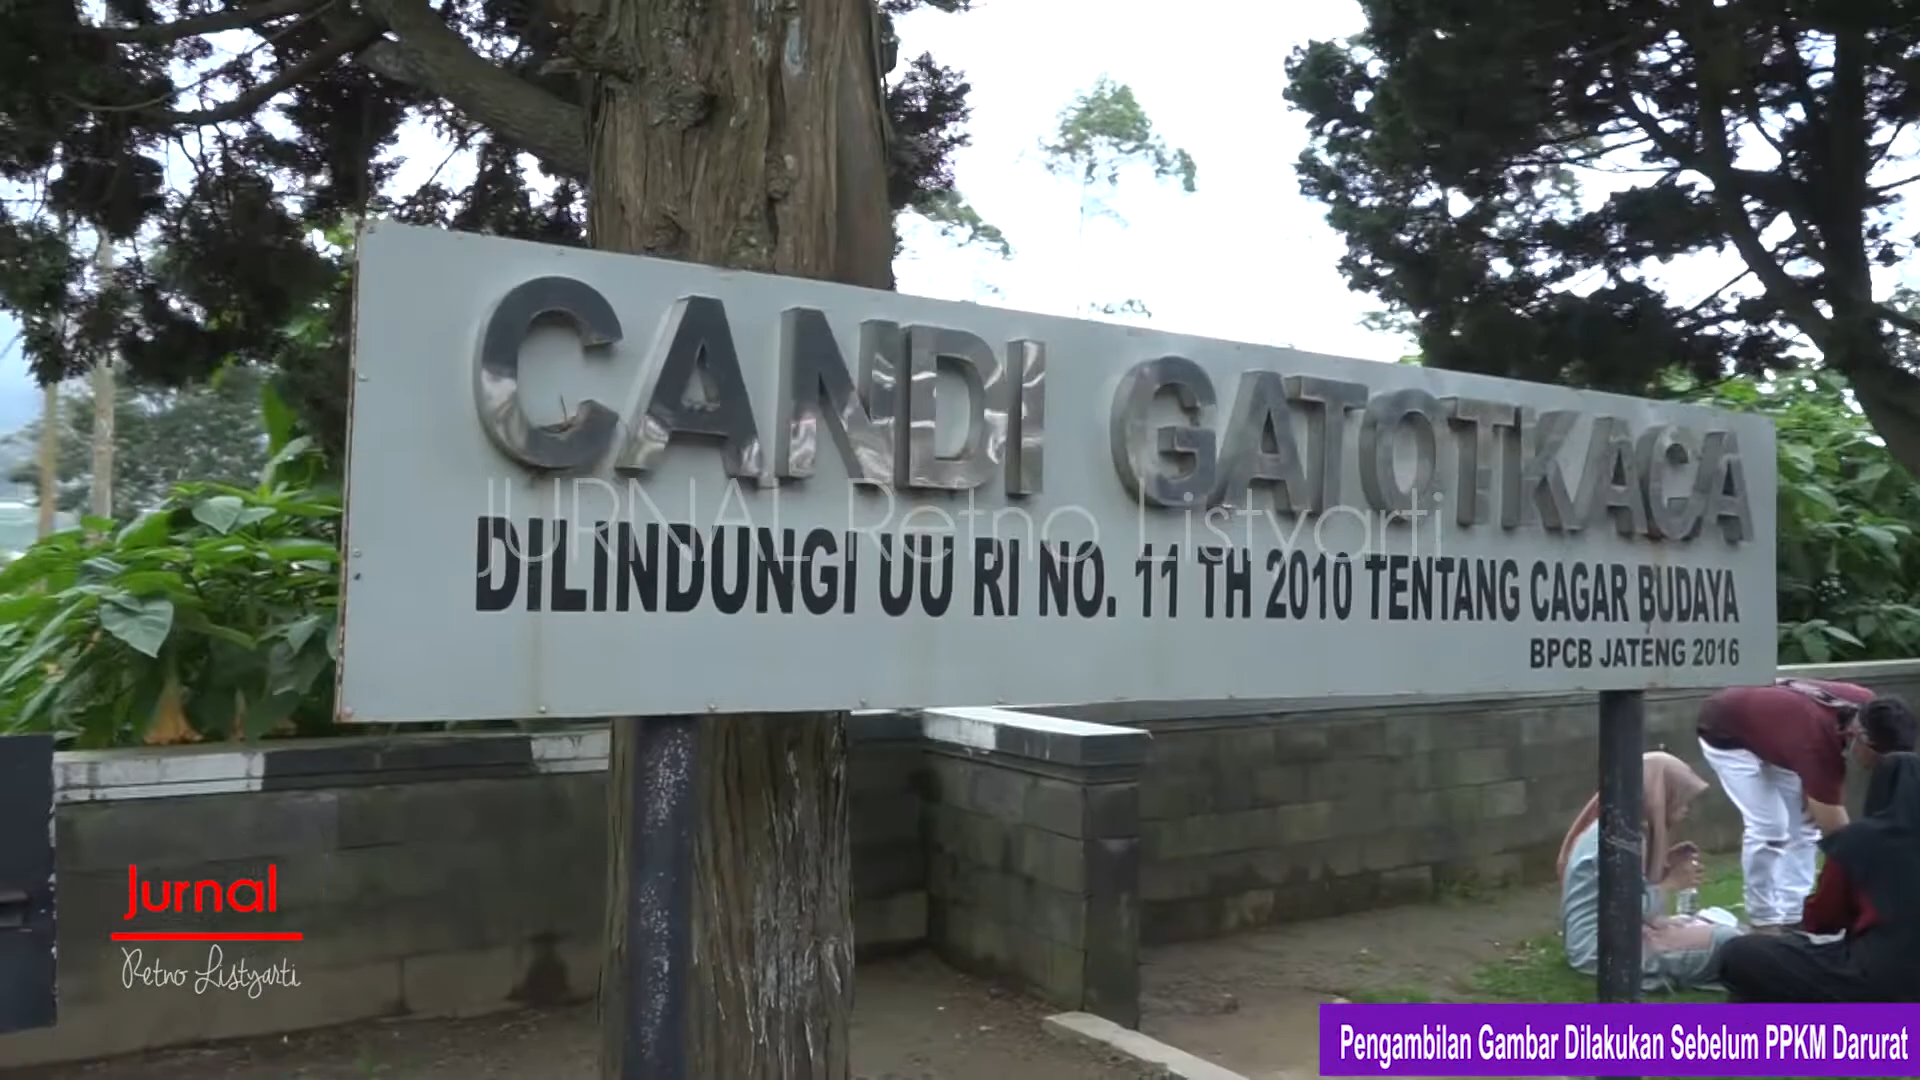 CANDI GATOTKACA
JURNAL Retno Listyarti
DILINDUNGI UU RI NO. 11 TH 2010 TENTANG CAGAR BUDAYA
BPCB JATENG 2016
Jurnal
Retno Listyarti
Pengambilan Gambar Dilakukan Sebelum PPKM Darurat